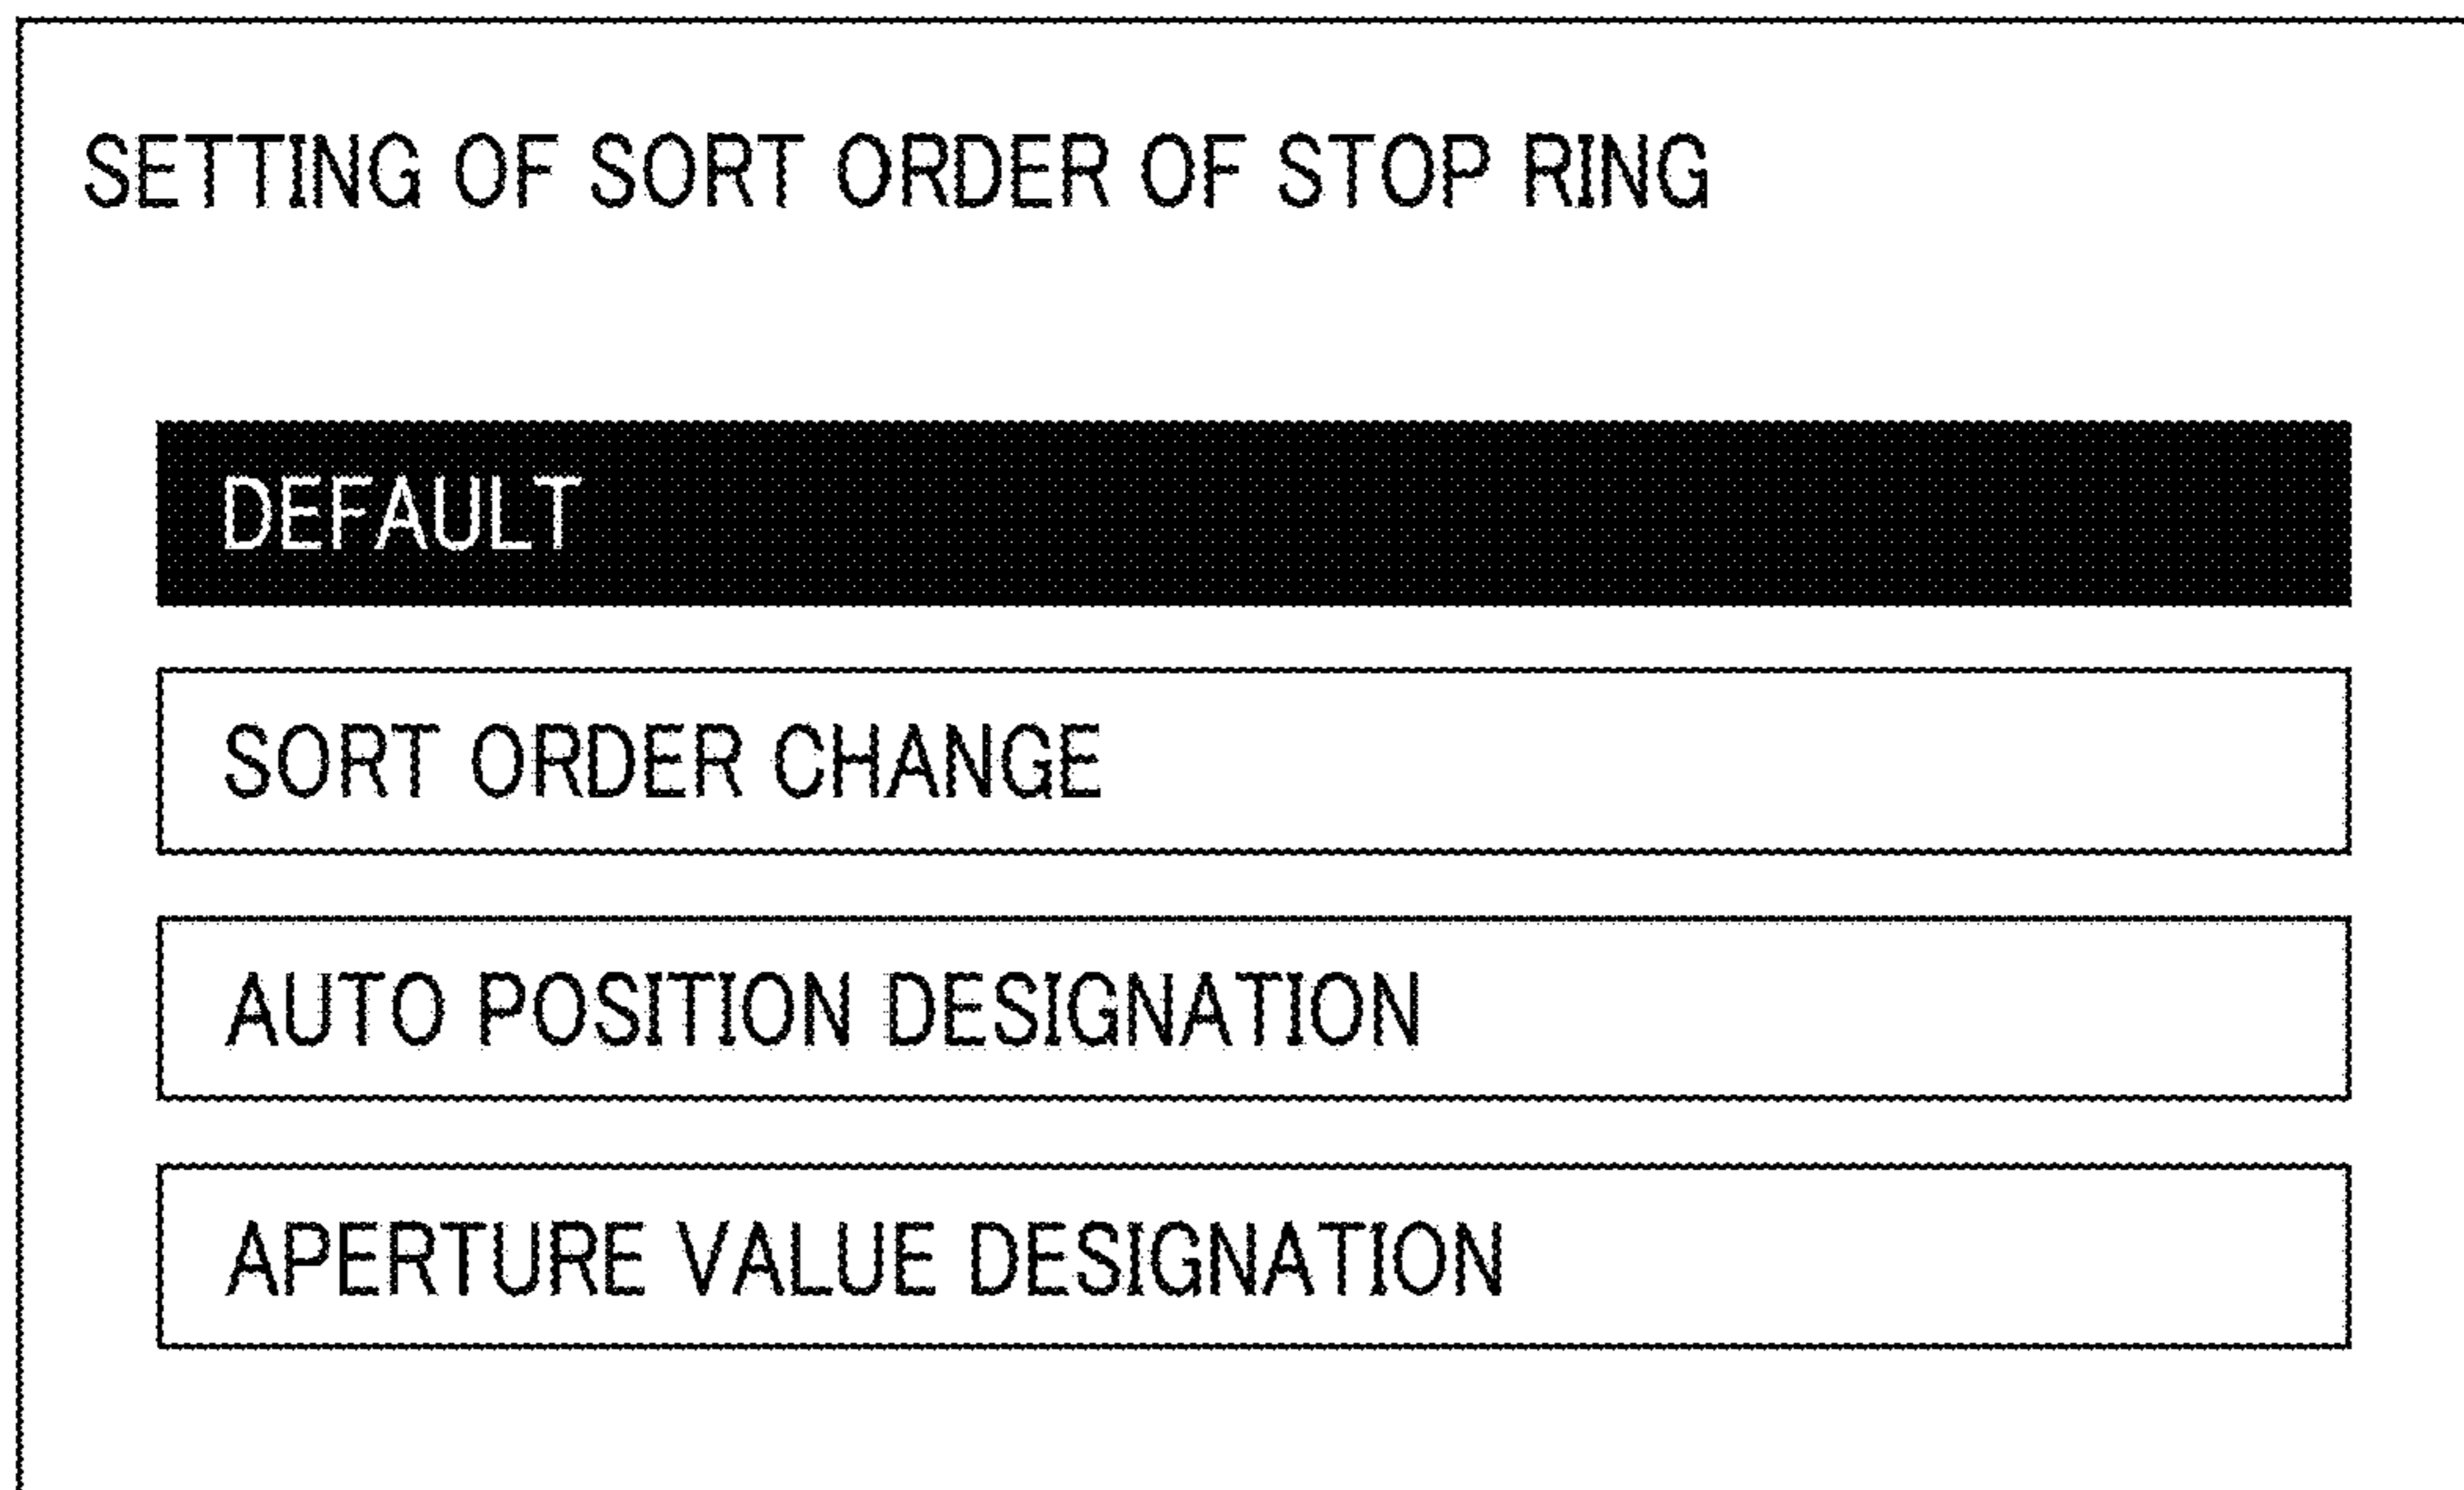 SETTING OF SORT ORDER OF STOP RING
DEFAULT
SORT ORDER CHANGE
AUTO POSITION DESIGNATION
APERTURE VALUE DESIGNATION